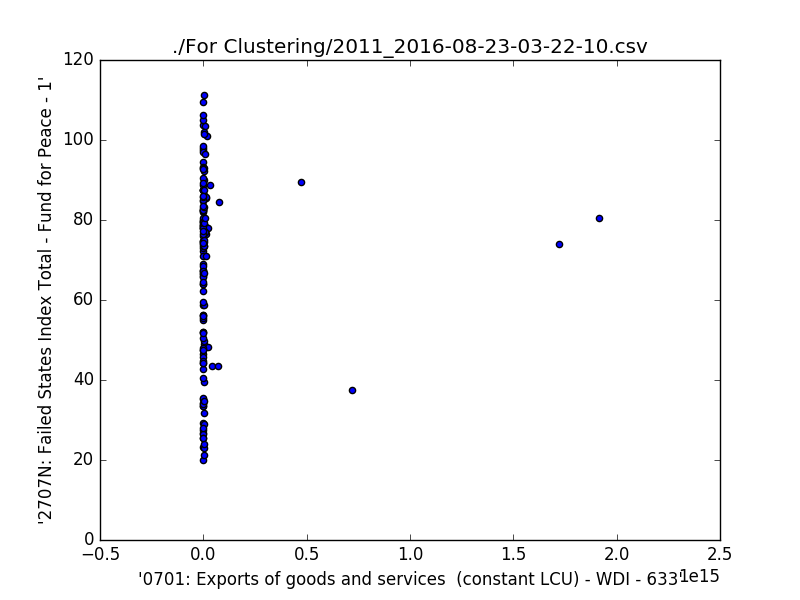 ./For Clustering/2011_2016-08-23-03-22-10.csv
120
100
80
60
40
20
0
'2707N: Failed States Index Total - Fund for Peace - 1'
−0.5 0.0 0.5 1.0 1.5 2.0 2.5
1e15
'0701: Exports of goods and services  (constant LCU) - WDI - 633'